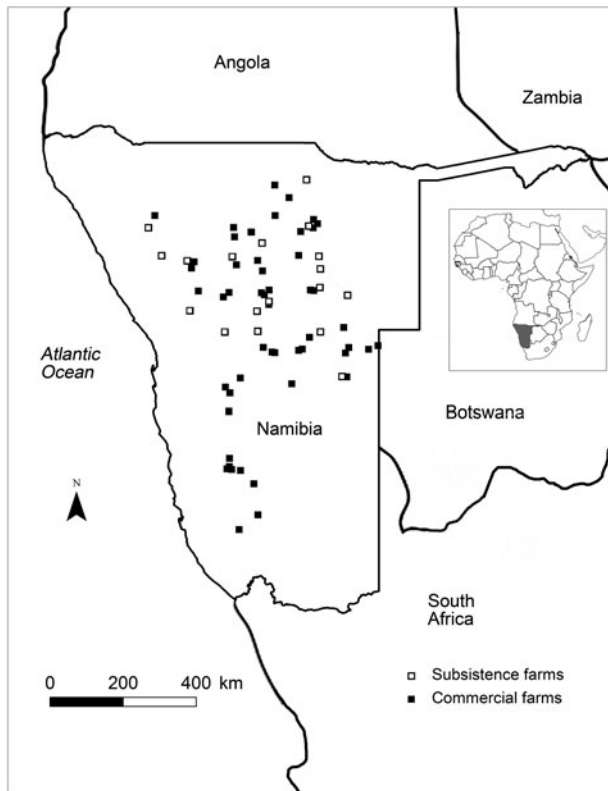 Angola
Zambia
Atlantic
Ocean
Namibia
Botswana
N
South
Africa
0 200 400 km
Subsistence farms
Commercial farms